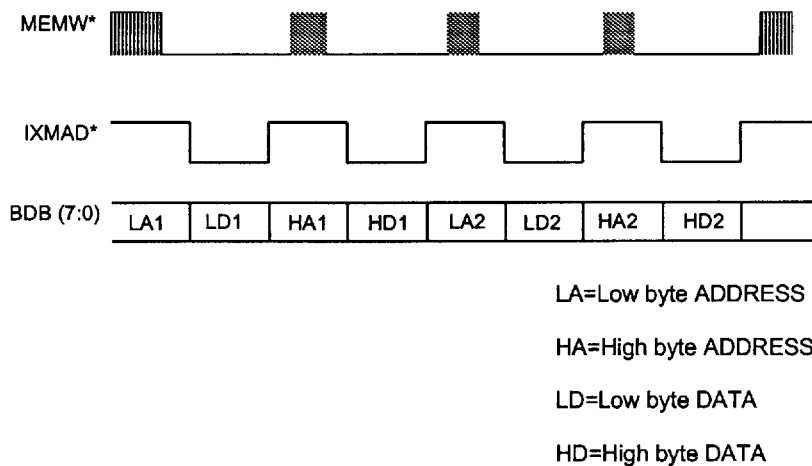 MEMW*
IXMAD*
BDB (7:0) LA1 LD1 HA1 HD1 LA2 LD2 HA2 HD2
LA=Low byte ADDRESS
HA=High byte ADDRESS
LD=Low byte DATA
HD=High byte DATA